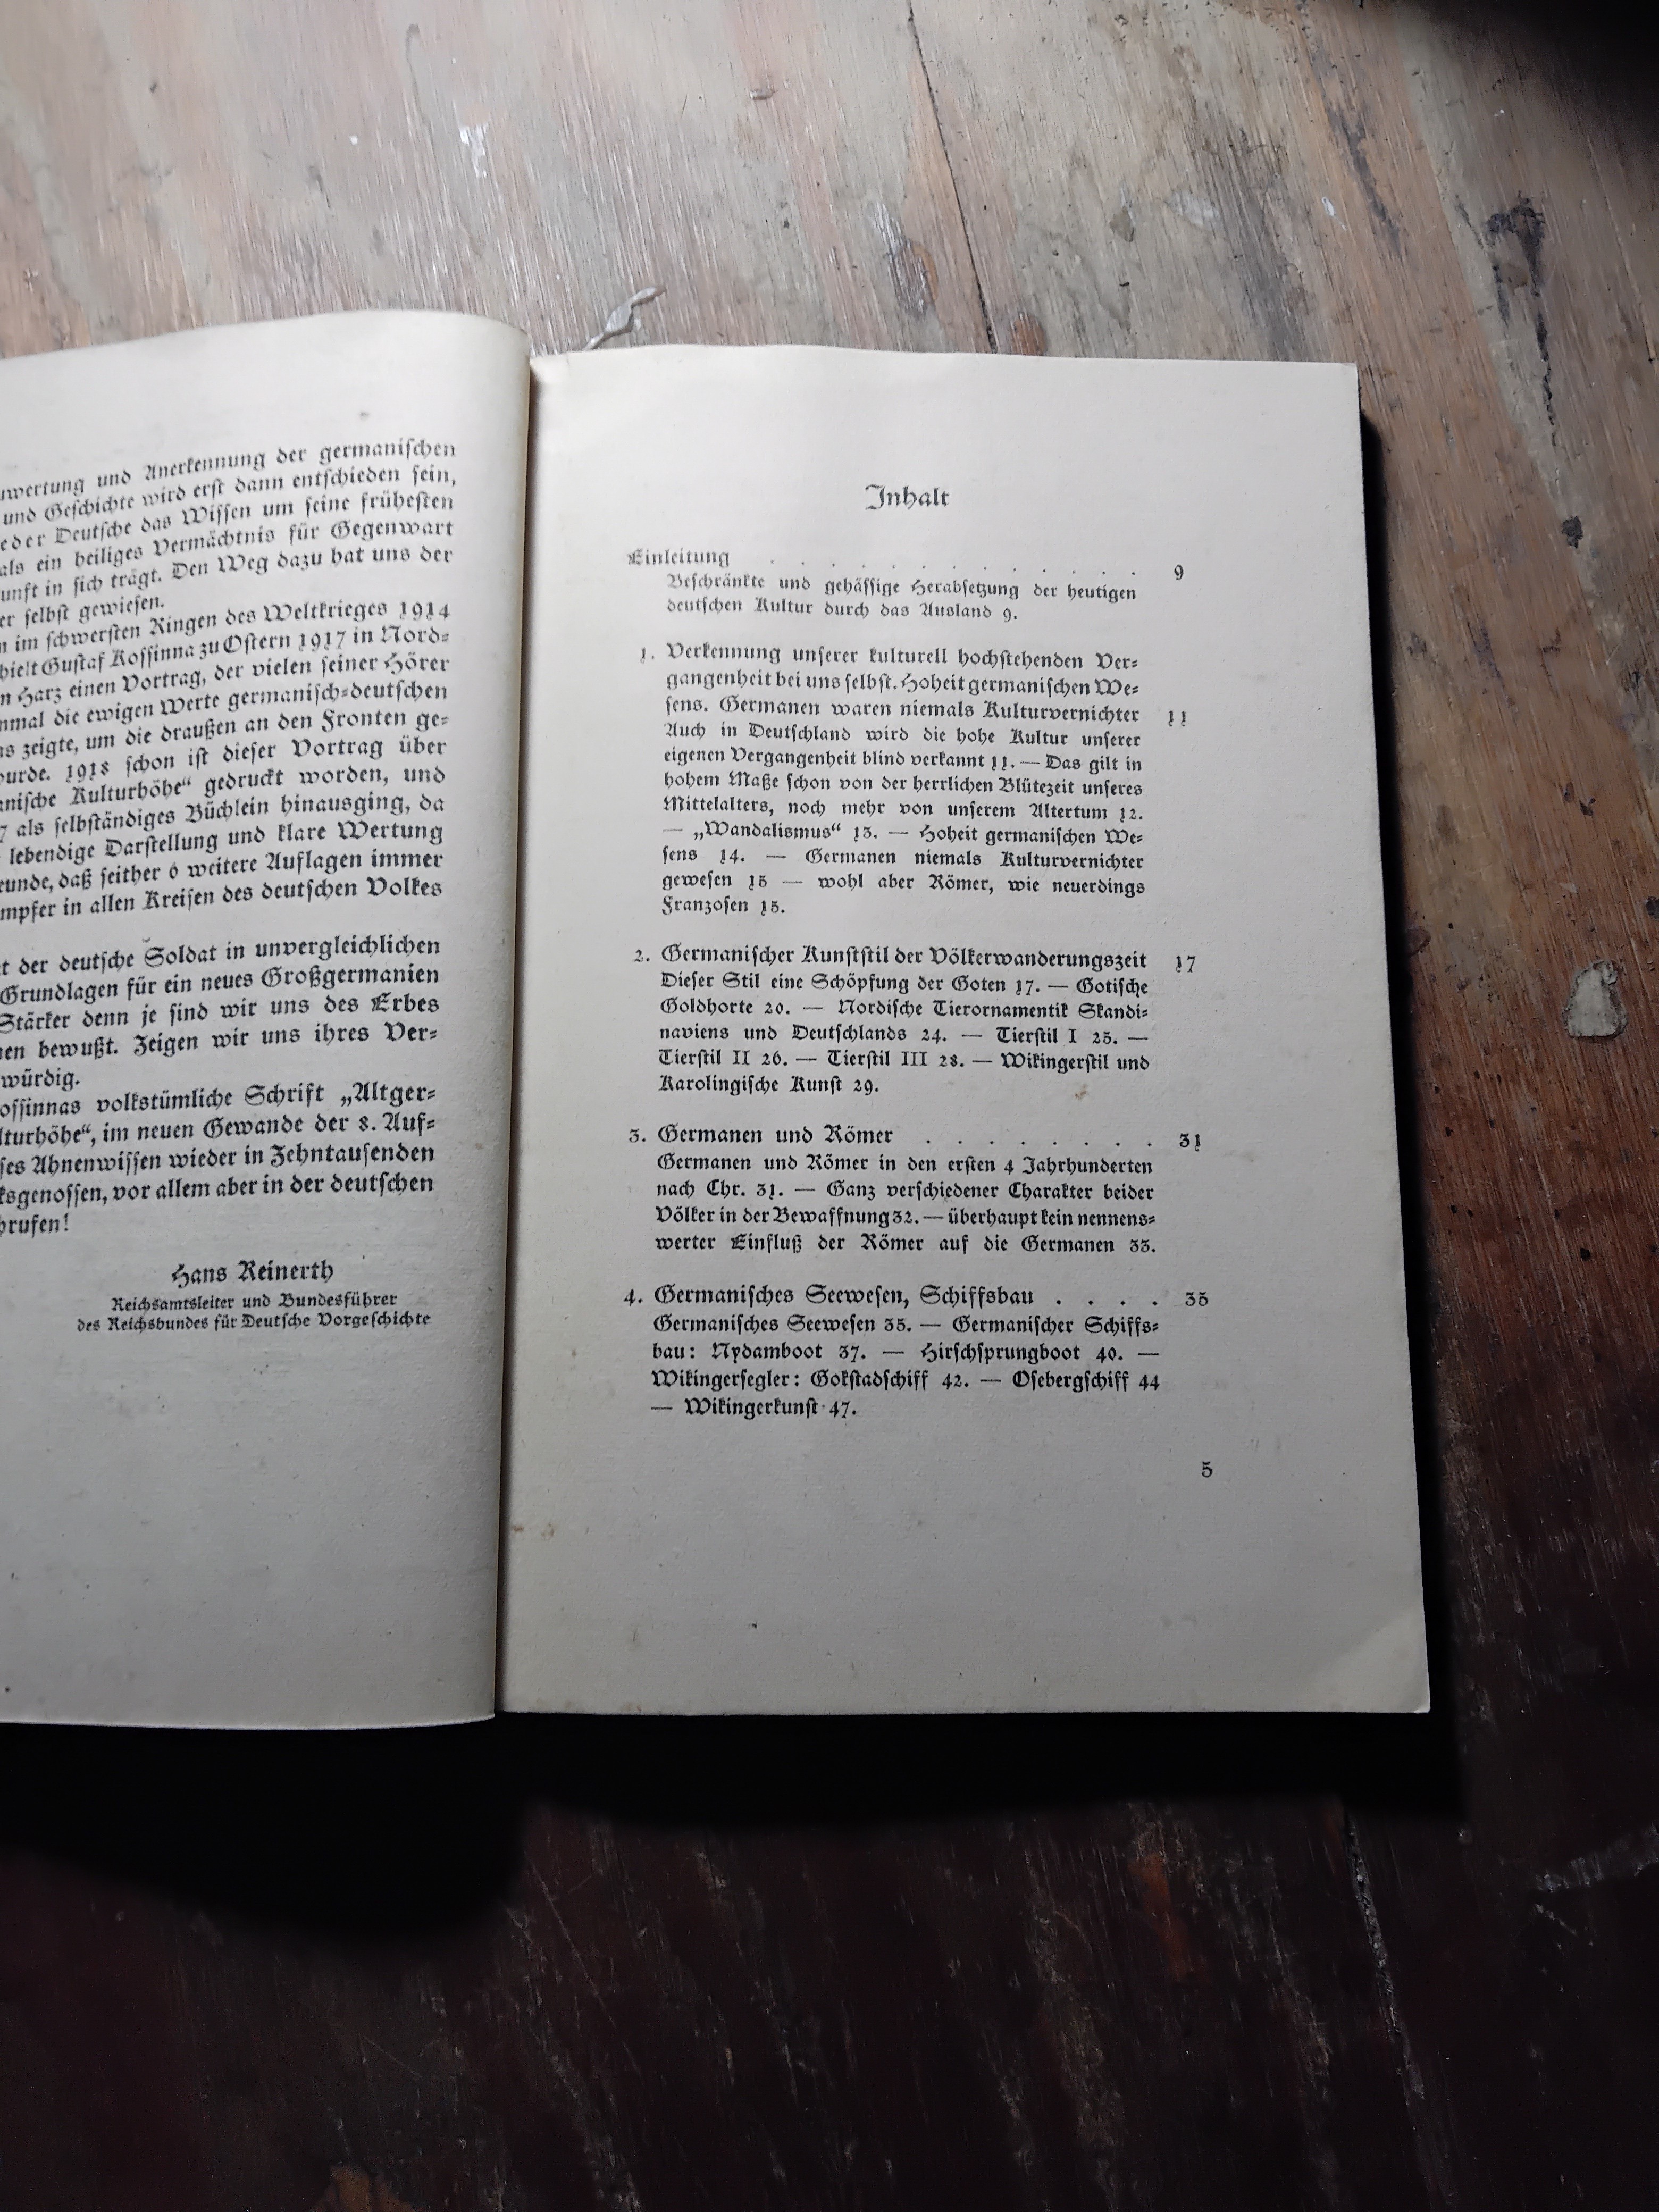 und Anerkennung der germanischen
und Geschichte wird erst dann entschieden sein,
Deutsche das Wissen um seine frühesten
als ein heiliges Vermächtnis für Gegenwart
in sich trägt. Den Weg dazu hat uns der
selbst gewiesen.
im schwersten Ringen des Weltkrieges 1914
hielt Gustaf Kossinna zu Ostern 1917 in Nord-
Harz einen Vortrag, der vielen seiner Hörer
die ewigen Werte germanisch-deutschen
zeigte, um die draußen an den Fronten ge-
wurde. 1918 schon ist dieser Vortrag über
Kulturhöhe“ gedruckt worden, und
als selbständiges Büchlein hinausging, da
lebendige Darstellung und klare Wertung
daß seither 6 weitere Auflagen immer
in allen Kreisen des deutschen Volkes
der deutsche Soldat in unvergleichlichen
Grundlagen für ein neues Großgermanien
Stärker denn je sind wir uns des Erbes
bewußt. Zeigen wir uns ihres Ver-
würdig.
volkstümliche Schrift „Altger-
im neuen Gewande der 8. Auf-
Ahnenwissen wieder in Zehntausenden
vor allem aber in der deutschen
Hans Reinerth
Reichsamtsleiter und Bundesführer
des Reichsbundes für Deutsche Vorgeschichte
Inhalt
Einleitung . . . . . . . . . . . . . 9
Beschränkte und gehässige Herabsetzung der heutigen
deutschen Kultur durch das Ausland 9.
1. Verkennung unserer kulturell hochstehenden Ver-
gangenheit bei uns selbst. Hoheit germanischen We-
sens. Germanen waren niemals Kulturvernichter 11
Auch in Deutschland wird die hohe Kultur unserer
eigenen Vergangenheit blind verkannt 11. — Das gilt in
hohem Maße schon von der herrlichen Blütezeit unseres
Mittelalters, noch mehr von unserem Altertum 12.
— „Wandalismus“ 13. — Hoheit germanischen We-
sens 14. — Germanen niemals Kulturvernichter
gewesen 15 — wohl aber Römer, wie neuerdings
Franzosen 15.
2. Germanischer Kunststil der Völkerwanderungszeit 17
Dieser Stil eine Schöpfung der Goten 17. — Gotische
Goldhorte 20. — Nordische Tierornamentik Skandi-
naviens und Deutschlands 24. — Tierstil I 25. —
Tierstil II 26. — Tierstil III 28. — Wikingerstil und
Karolingische Kunst 29.
3. Germanen und Römer . . . . . . . . 31
Germanen und Römer in den ersten 4 Jahrhunderten
nach Chr. 31. — Ganz verschiedener Charakter beider
Völker in der Bewaffnung 32. — überhaupt kein nennens-
werter Einfluß der Römer auf die Germanen 33.
4. Germanisches Seewesen, Schiffsbau . . . . 35
Germanisches Seewesen 35. — Germanischer Schiffs-
bau: Nydamboot 37. — Hirschsprungboot 40. —
Wikingersegler: Gokstadschiff 42. — Osebergschiff 44
— Wikingerkunst 47.
5